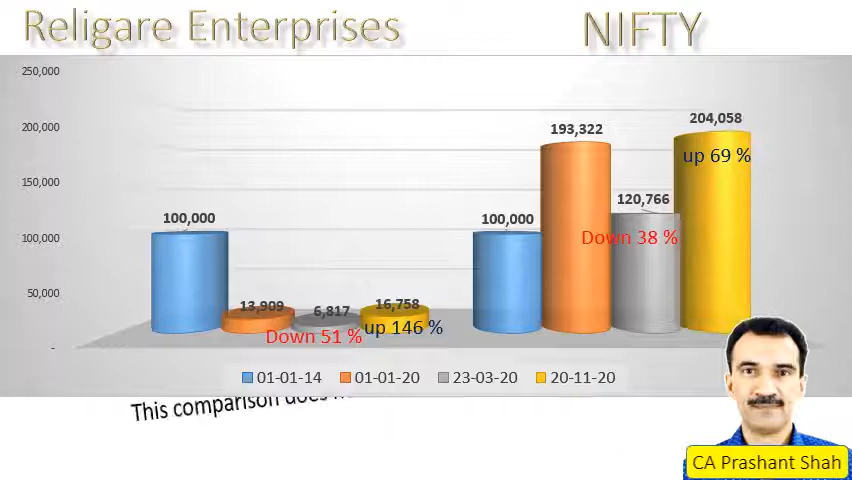 Religare Enterprises NIFTY
250,000
200,000
150,000
100,000
50,000
-
100,000 13,909 6,817 16,758
100,000 193,322 120,766 204,058
Down 51 % up 146 %
Down 38 % up 69 %
01-01-14 01-01-20 23-03-20 20-11-20
This comparison does
CA Prashant Shah